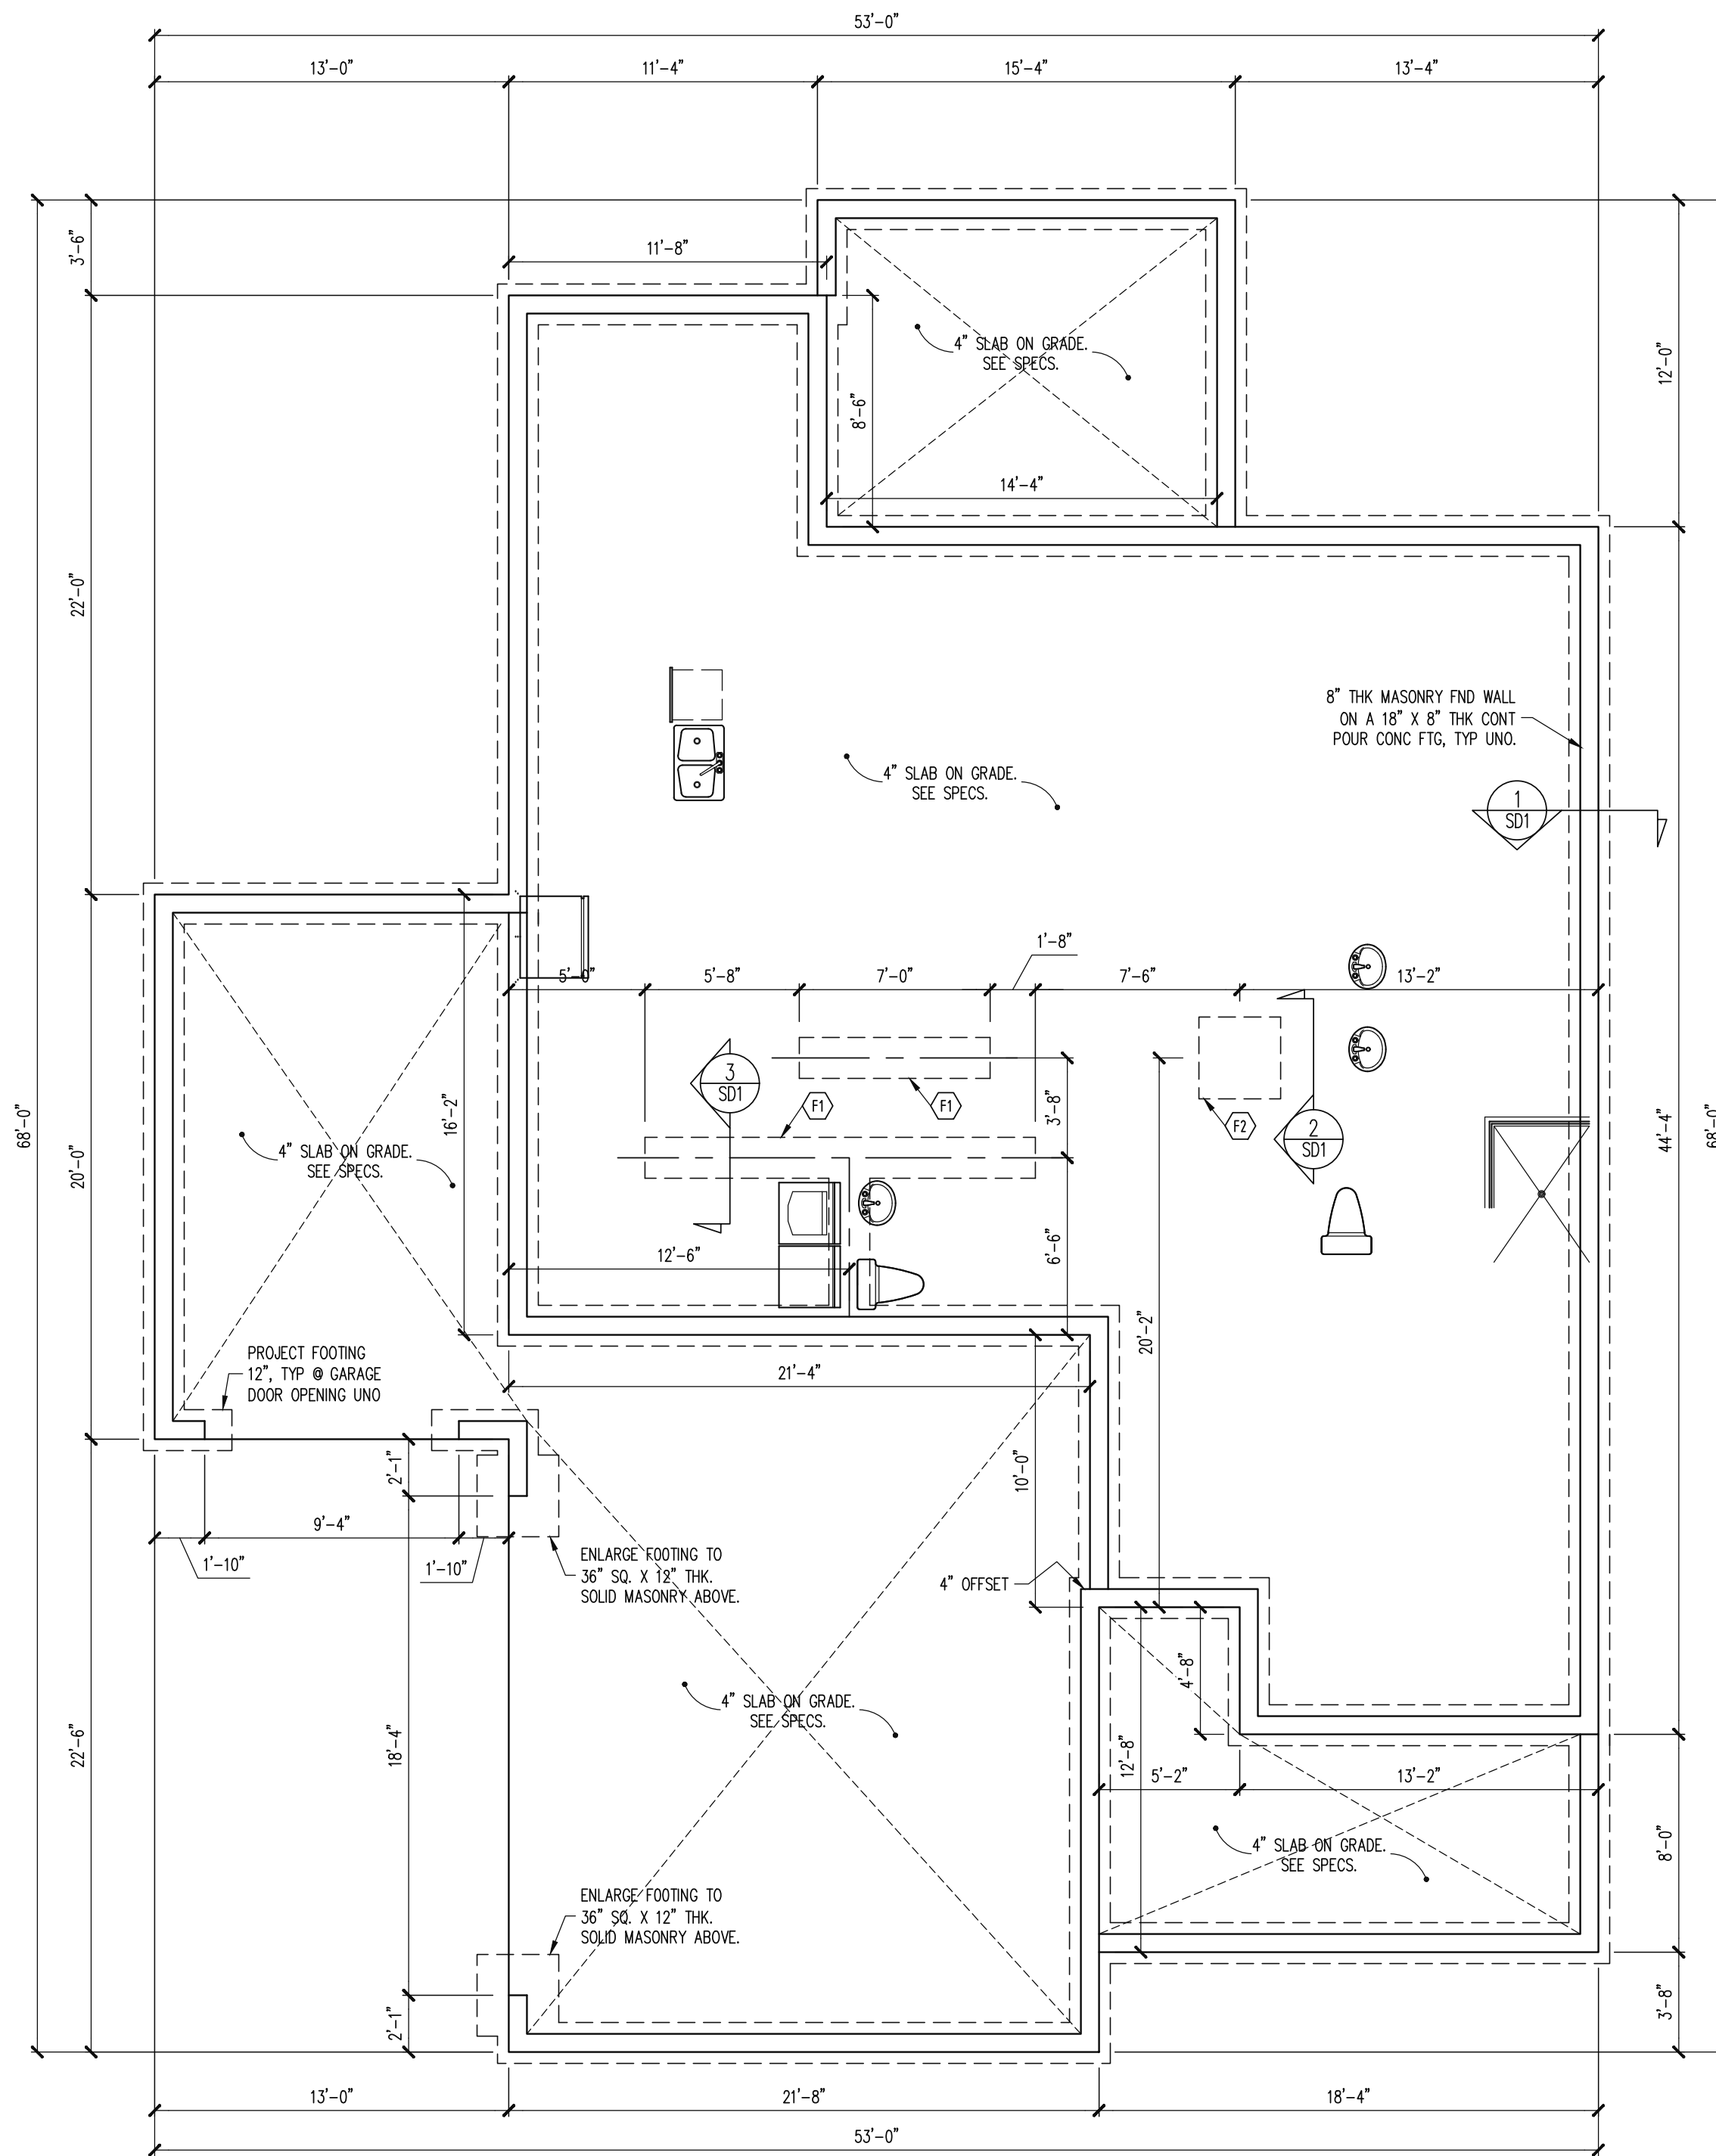 53'-0"
13'-0"
11'-4"
15'-4"
13'-4"
3'-6"
11'-8"
4" SLAB ON GRADE.
SEE SPECS.
12'-0"
8'-6"
14'-4"
22'-0"
8" THK MASONRY FND WALL
ON A 18" X 8" THK CONT
POUR CONC FTG, TYP UNO.
4" SLAB ON GRADE.
SEE SPECS.
1
SD1
1'-8"
5'-0"
5'-8"
7'-0"
7'-6"
13'-2"
3
SD1
F1
F1
3'-8"
F2
2
SD1
68'-0"
20'-0"
16'-2"
4" SLAB ON GRADE.
SEE SPECS.
44'-4"
68'-0"
12'-6"
6'-6"
20'-2"
PROJECT FOOTING
12", TYP @ GARAGE
DOOR OPENING UNO
21'-4"
10'-0"
2'-1"
9'-4"
1'-10"
1'-10"
ENLARGE FOOTING TO
36" SQ. X 12" THK.
SOLID MASONRY ABOVE.
4" OFFSET
4'-8"
4" SLAB ON GRADE.
SEE SPECS.
22'-6"
18'-4"
12'-8"
5'-2"
13'-2"
4" SLAB ON GRADE.
SEE SPECS.
8'-0"
ENLARGE FOOTING TO
36" SQ. X 12" THK.
SOLID MASONRY ABOVE.
2'-1"
3'-8"
13'-0"
21'-8"
18'-4"
53'-0"